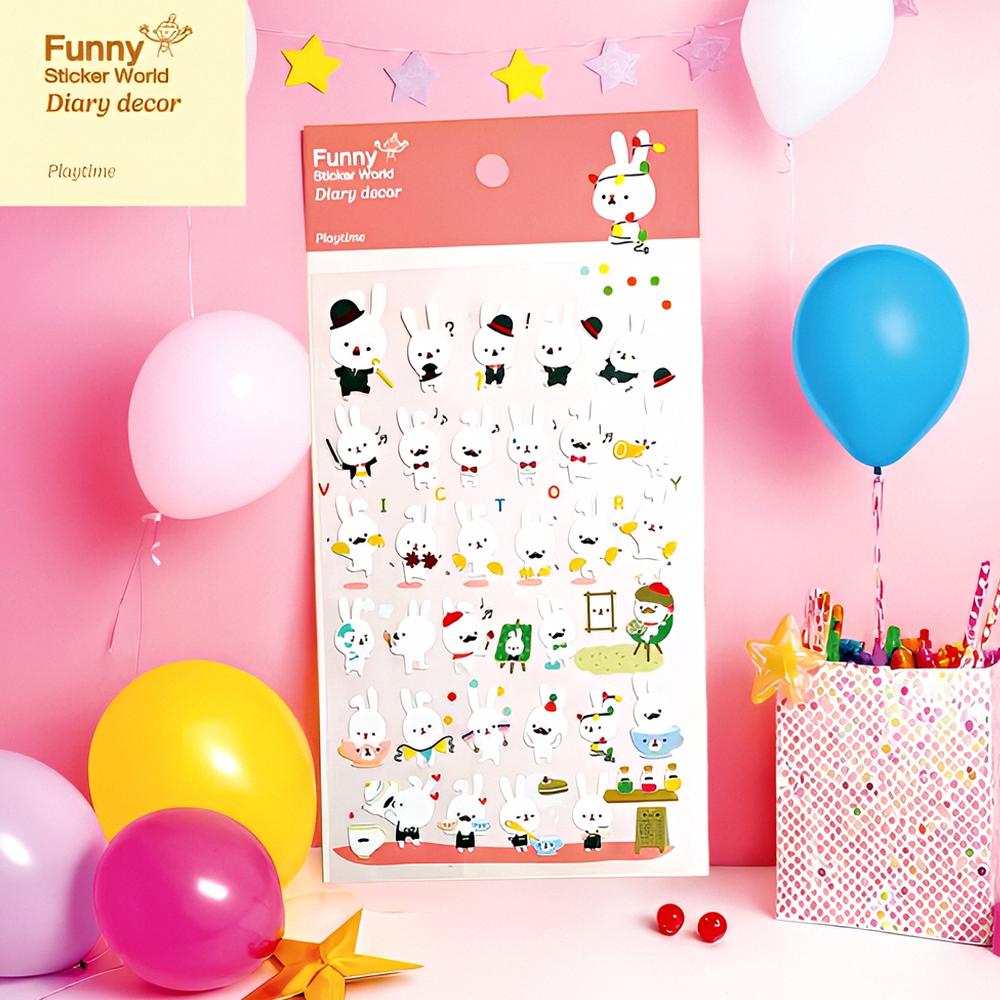 Funny
Sticker World
Diary decor
Playtime
Funny
Sticker World
Diary decor
Playtime
?
!
V I C T O R Y